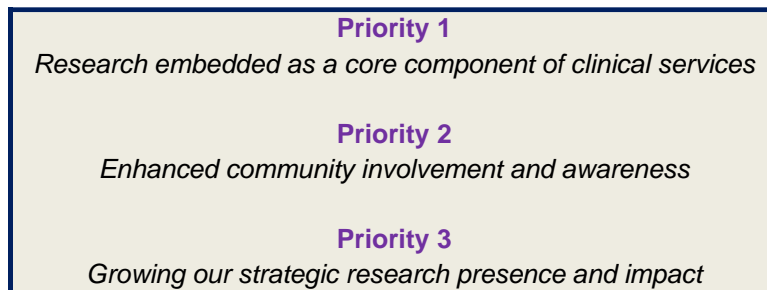 Priority 1
Research embedded as a core component of clinical services
Priority 2
Enhanced community involvement and awareness
Priority 3
Growing our strategic research presence and impact